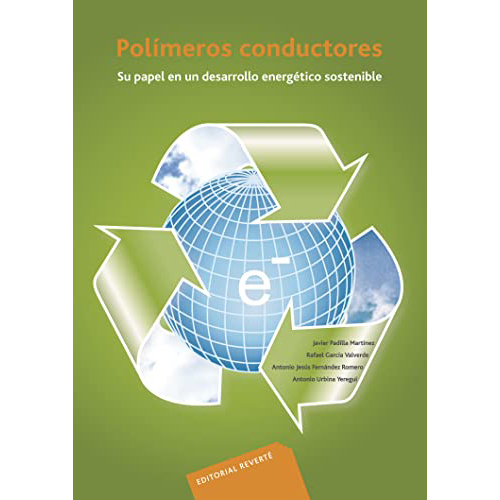 Polímeros conductores
Su papel en un desarrollo energético sostenible
e-
Javier Padilla Martínez
Rafael García Valverde
Antonio Jesús Fernández Romero
Antonio Urbina Yeregui
EDITORIAL REVERTÉ